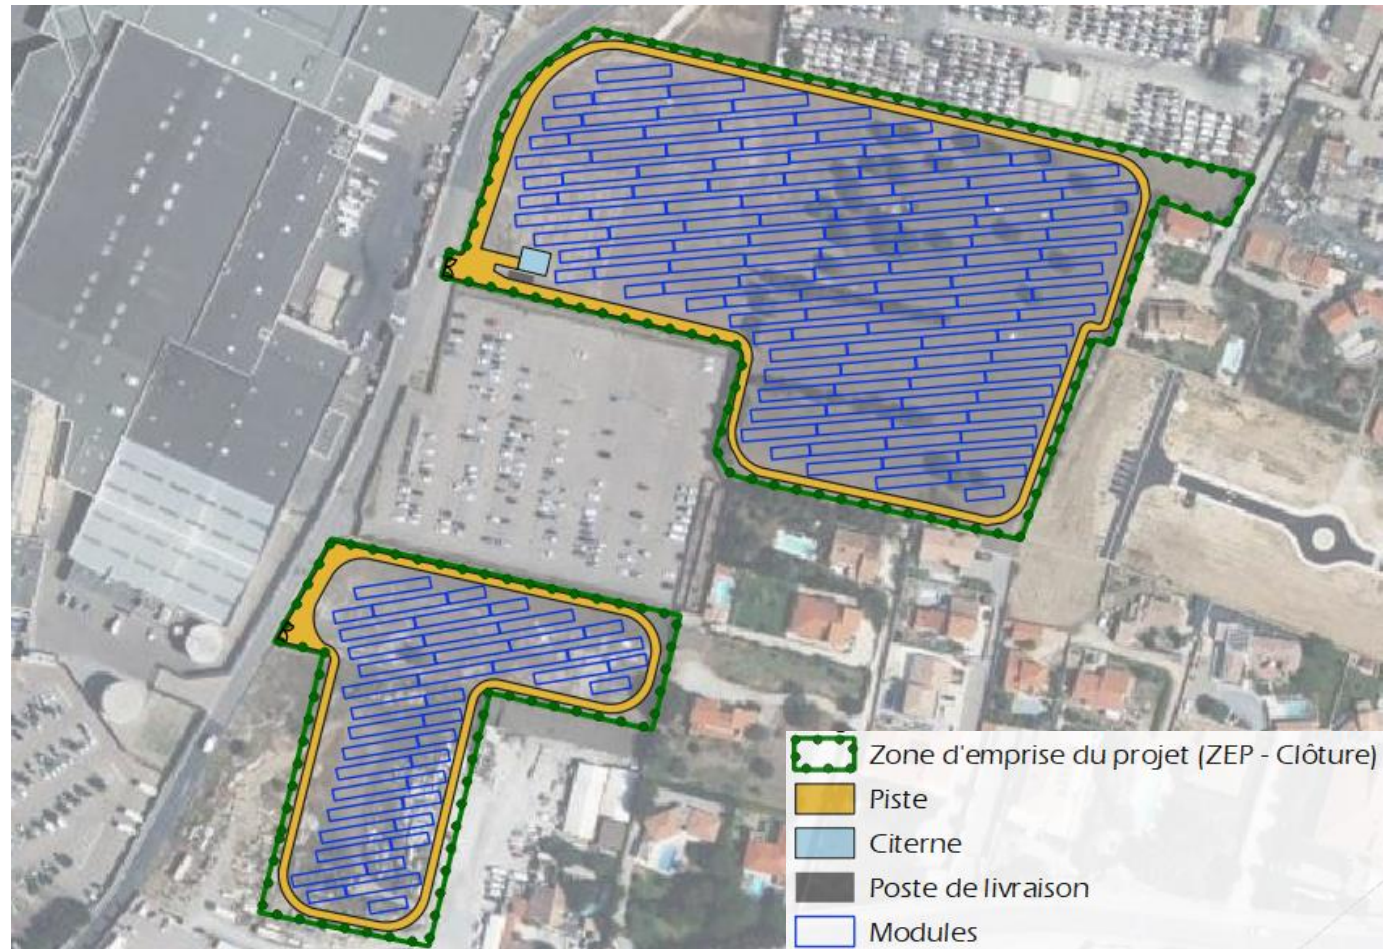 Zone d'emprise du projet (ZEP - Clôture)
Piste
Citerne
Poste de livraison
Modules